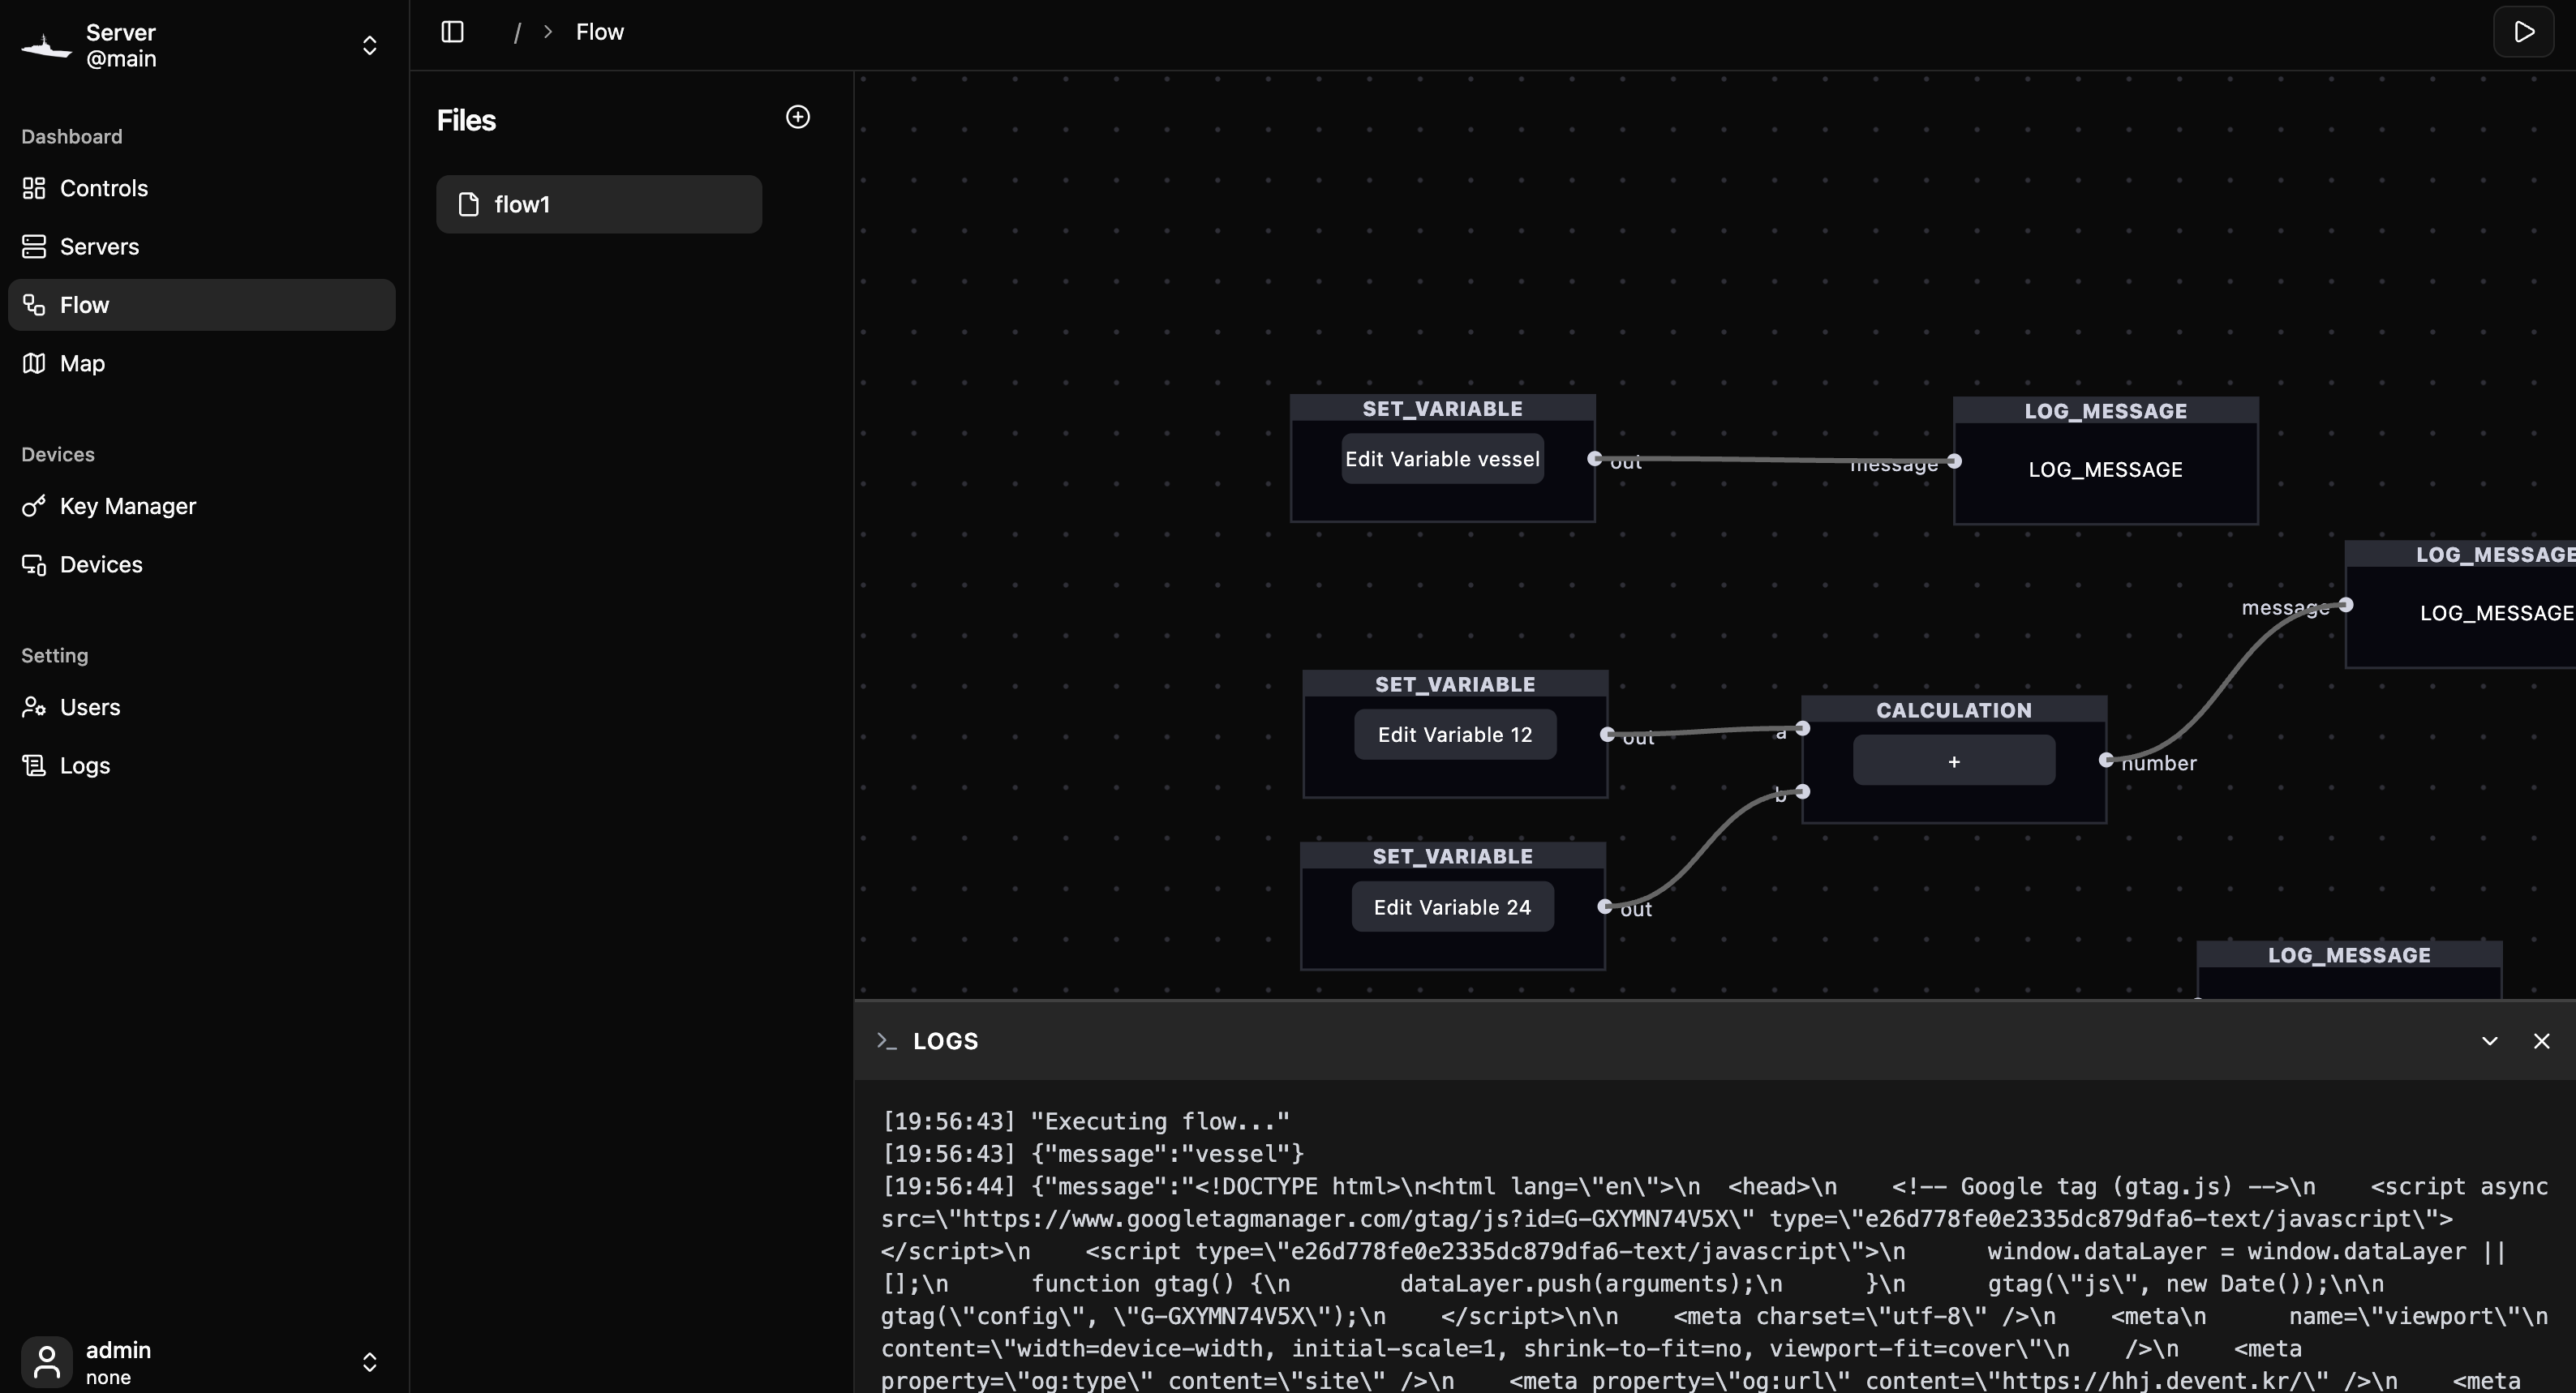 Server
@main
Dashboard
Controls
Servers
Flow
Map
Devices
Key Manager
Devices
Setting
Users
Logs
admin
none
/ > Flow
Files
flow1
SET_VARIABLE
Edit Variable vessel
out
message
LOG_MESSAGE
LOG_MESSAGE
message
LOG_MESSAGE
LOG_MESSAGE
SET_VARIABLE
Edit Variable 12
out
a
b
CALCULATION
+
number
SET_VARIABLE
Edit Variable 24
out
LOG_MESSAGE
>_ LOGS
[19:56:43] "Executing flow..."
[19:56:43] {"message":"vessel"}
[19:56:44] {"message":"<!DOCTYPE html>\n<html lang=\"en\">\n  <head>\n    <!-- Google tag (gtag.js) -->\n    <script async
src=\"https://www.googletagmanager.com/gtag/js?id=G-GXYMN74V5X\" type=\"e26d778fe0e2335dc879dfa6-text/javascript\">
</script>\n    <script type=\"e26d778fe0e2335dc879dfa6-text/javascript\">\n      window.dataLayer = window.dataLayer ||
[];\n      function gtag() {\n        dataLayer.push(arguments);\n      }\n      gtag(\"js\", new Date());\n\n
gtag(\"config\", \"G-GXYMN74V5X\");\n    </script>\n\n    <meta charset=\"utf-8\" />\n    <meta\n      name=\"viewport\"\n
content=\"width=device-width, initial-scale=1, shrink-to-fit=no, viewport-fit=cover\"\n    />\n    <meta
property=\"og:type\" content=\"site\" />\n    <meta property=\"og:url\" content=\"https://hhj.devent.kr/\" />\n    <meta